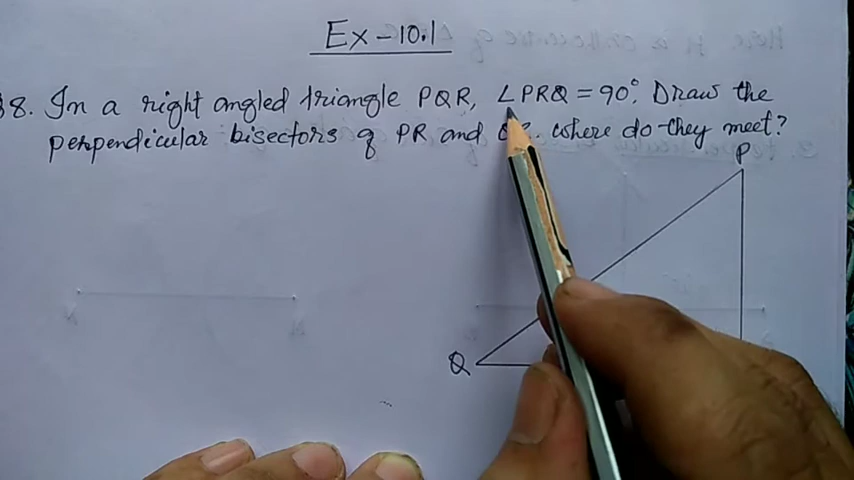 Ex-10.1
8. In a right angled triangle PQR, ∠PRQ = 90°. Draw the
perpendicular bisectors of PR and where do they meet?
P
Q